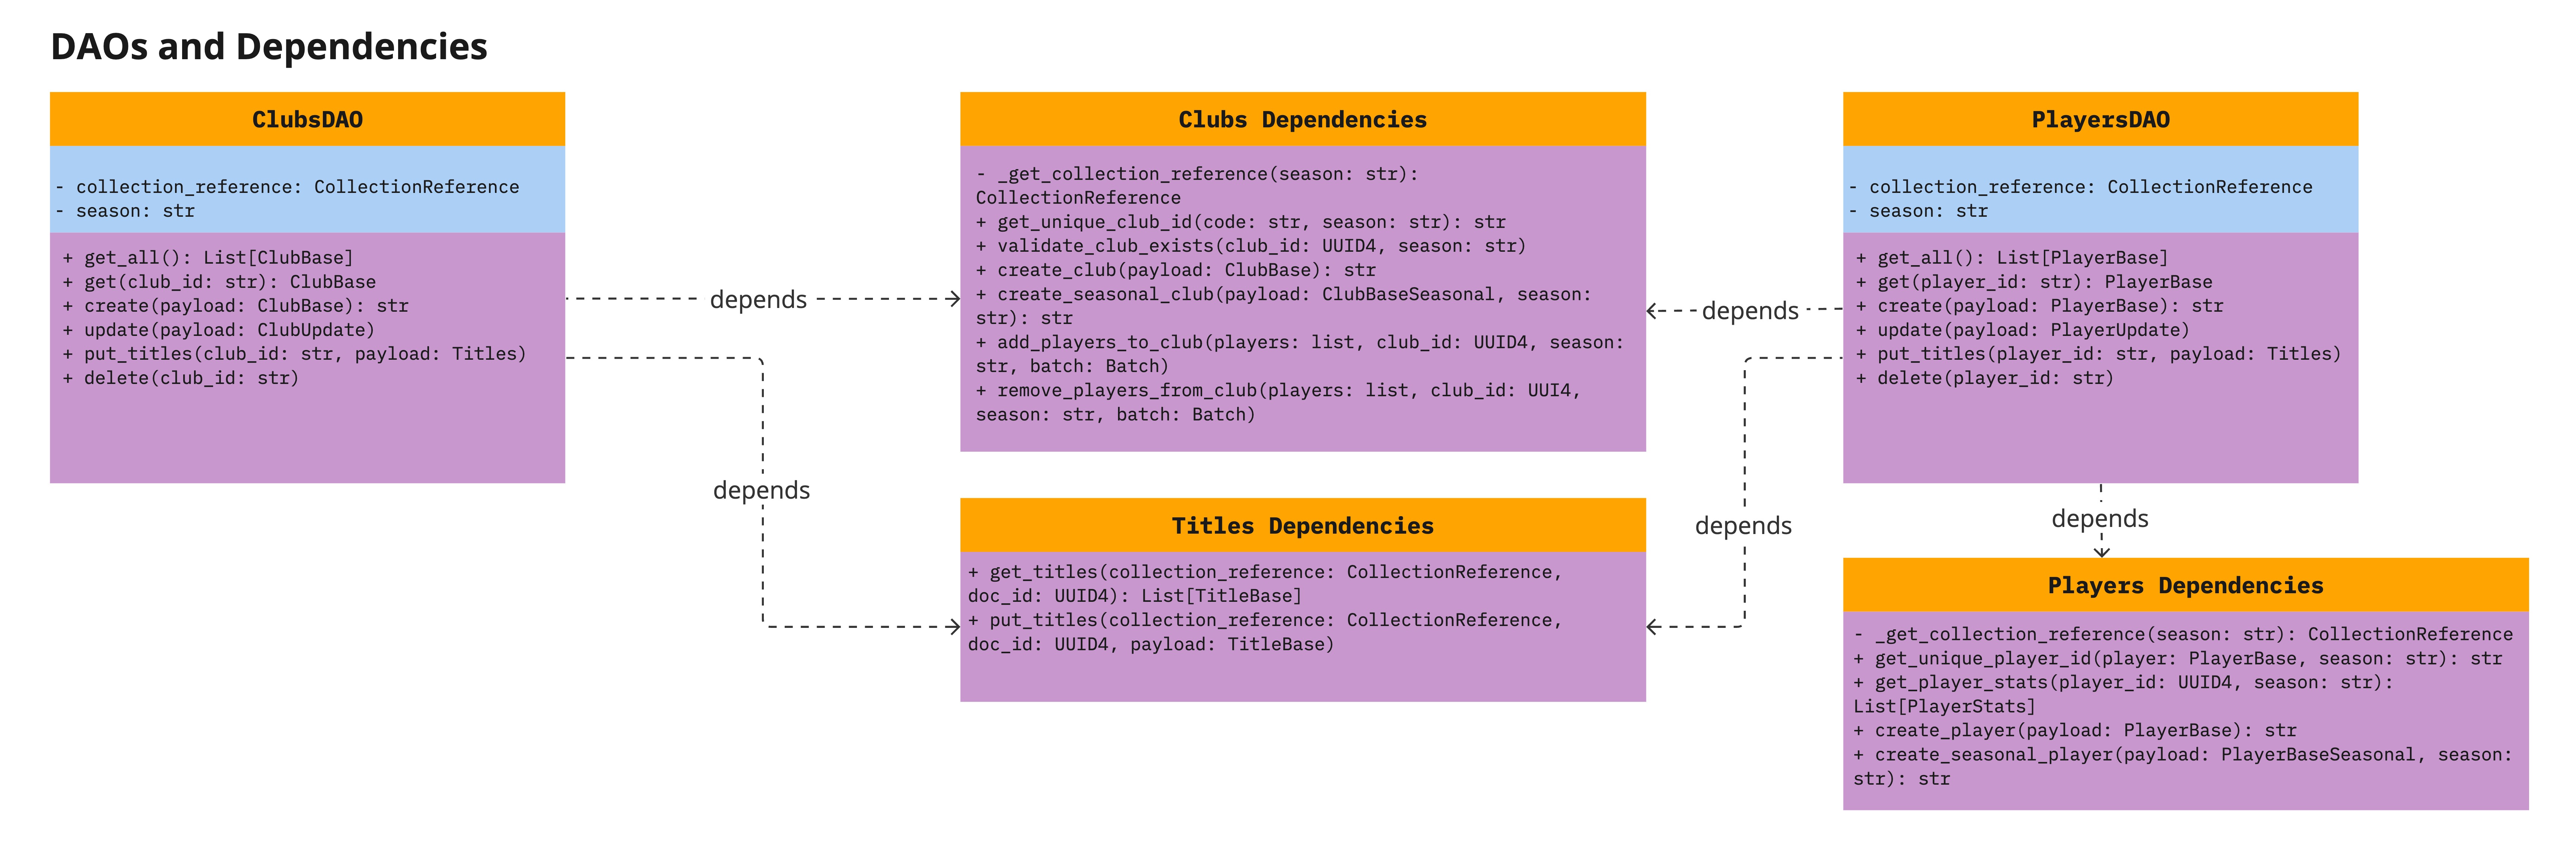 DAOs and Dependencies
ClubsDAO
- collection_reference: CollectionReference
- season: str
+ get_all(): List[ClubBase]
+ get(club_id: str): ClubBase
+ create(payload: ClubBase): str
+ update(payload: ClubUpdate)
+ put_titles(club_id: str, payload: Titles)
+ delete(club_id: str)
depends
depends
Clubs Dependencies
- _get_collection_reference(season: str):
CollectionReference
+ get_unique_club_id(code: str, season: str): str
+ validate_club_exists(club_id: UUID4, season: str)
+ create_club(payload: ClubBase): str
+ create_seasonal_club(payload: ClubBaseSeasonal, season:
str): str
+ add_players_to_club(players: list, club_id: UUID4, season:
str, batch: Batch)
+ remove_players_from_club(players: list, club_id: UUI4,
season: str, batch: Batch)
Titles Dependencies
+ get_titles(collection_reference: CollectionReference,
doc_id: UUID4): List[TitleBase]
+ put_titles(collection_reference: CollectionReference,
doc_id: UUID4, payload: TitleBase)
depends
depends
PlayersDAO
- collection_reference: CollectionReference
- season: str
+ get_all(): List[PlayerBase]
+ get(player_id: str): PlayerBase
+ create(payload: PlayerBase): str
+ update(payload: PlayerUpdate)
+ put_titles(player_id: str, payload: Titles)
+ delete(player_id: str)
depends
Players Dependencies
- _get_collection_reference(season: str): CollectionReference
+ get_unique_player_id(player: PlayerBase, season: str): str
+ get_player_stats(player_id: UUID4, season: str):
List[PlayerStats]
+ create_player(payload: PlayerBase): str
+ create_seasonal_player(payload: PlayerBaseSeasonal, season:
str): str